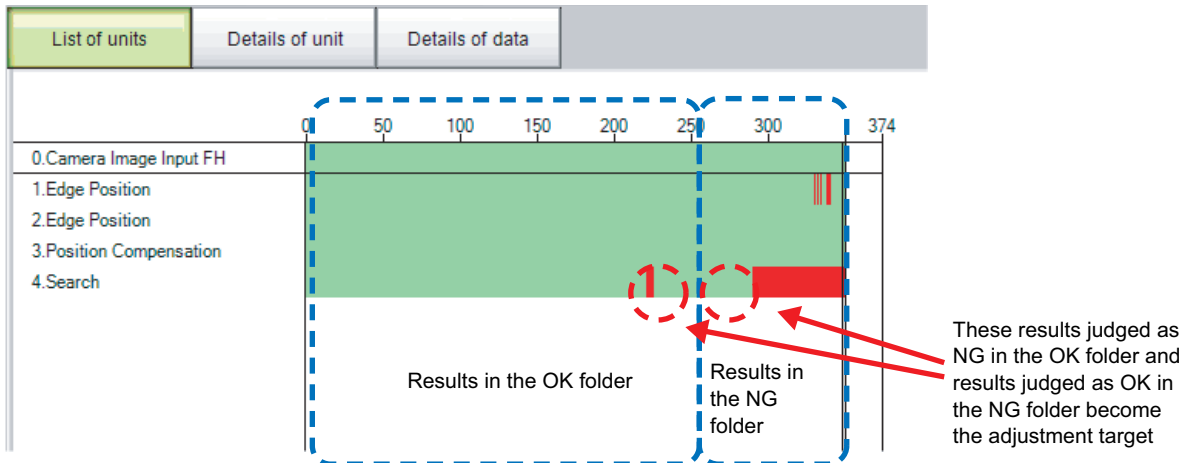 List of units
Details of unit
Details of data
0 50 100 150 200 250 300 374
0.Camera Image Input FH
1.Edge Position
2.Edge Position
3.Position Compensation
4.Search
Results in the OK folder
Results in
the NG
folder
These results judged as
NG in the OK folder and
results judged as OK in
the NG folder become
the adjustment target